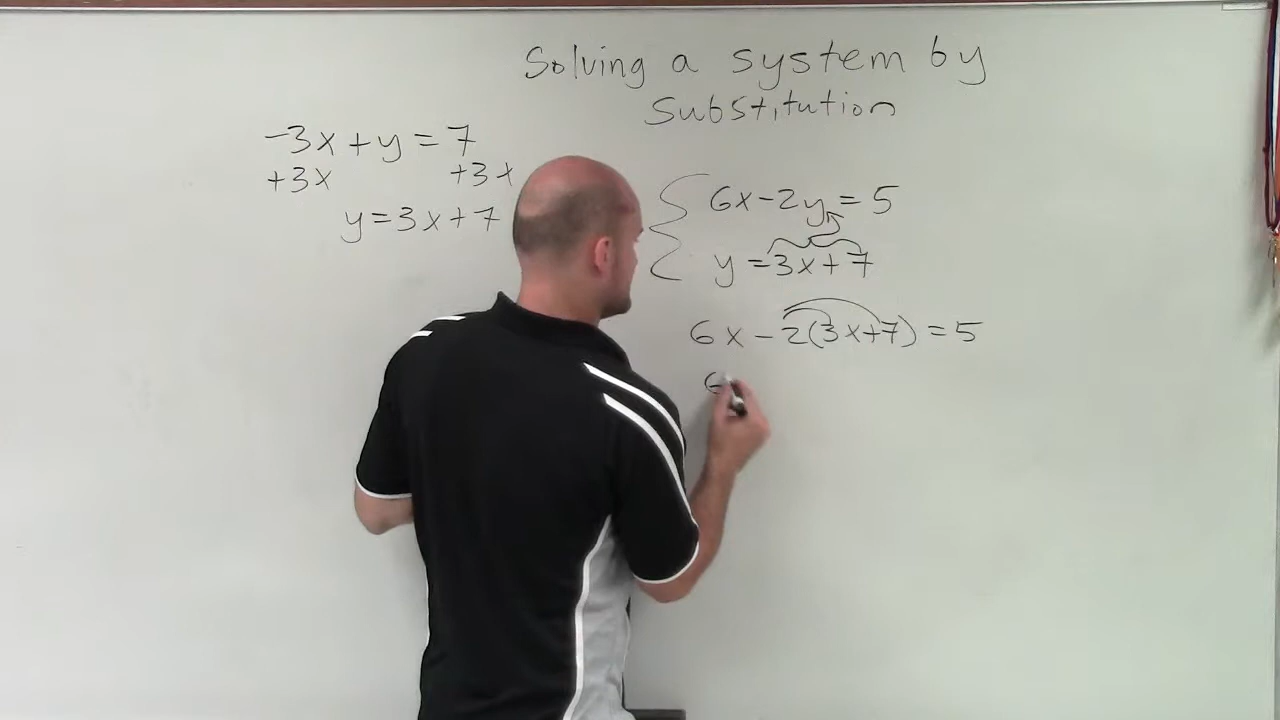 Solving a system by
Substitution
-3x + y = 7
+3x +3x
y = 3x + 7
6x - 2y = 5
y = 3x + 7
6x - 2(3x + 7) = 5
6